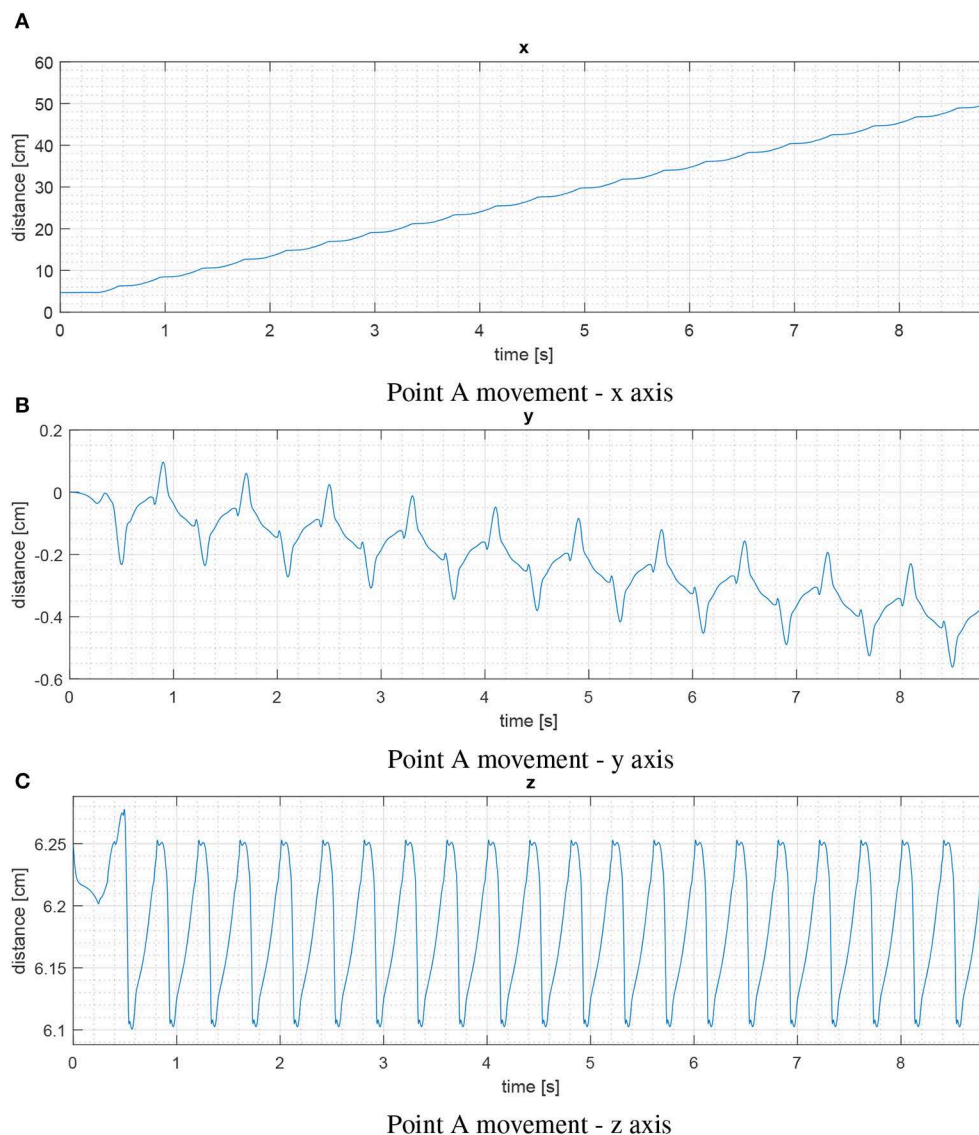 A
x
60
50
40
30
20
10
0
distance [cm]
0 1 2 3 4 5 6 7 8
time [s]
Point A movement - x axis
B
y
0.2
0
-0.2
-0.4
-0.6
distance [cm]
0 1 2 3 4 5 6 7 8
time [s]
Point A movement - y axis
C
z
6.25
6.2
6.15
6.1
distance [cm]
0 1 2 3 4 5 6 7 8
time [s]
Point A movement - z axis